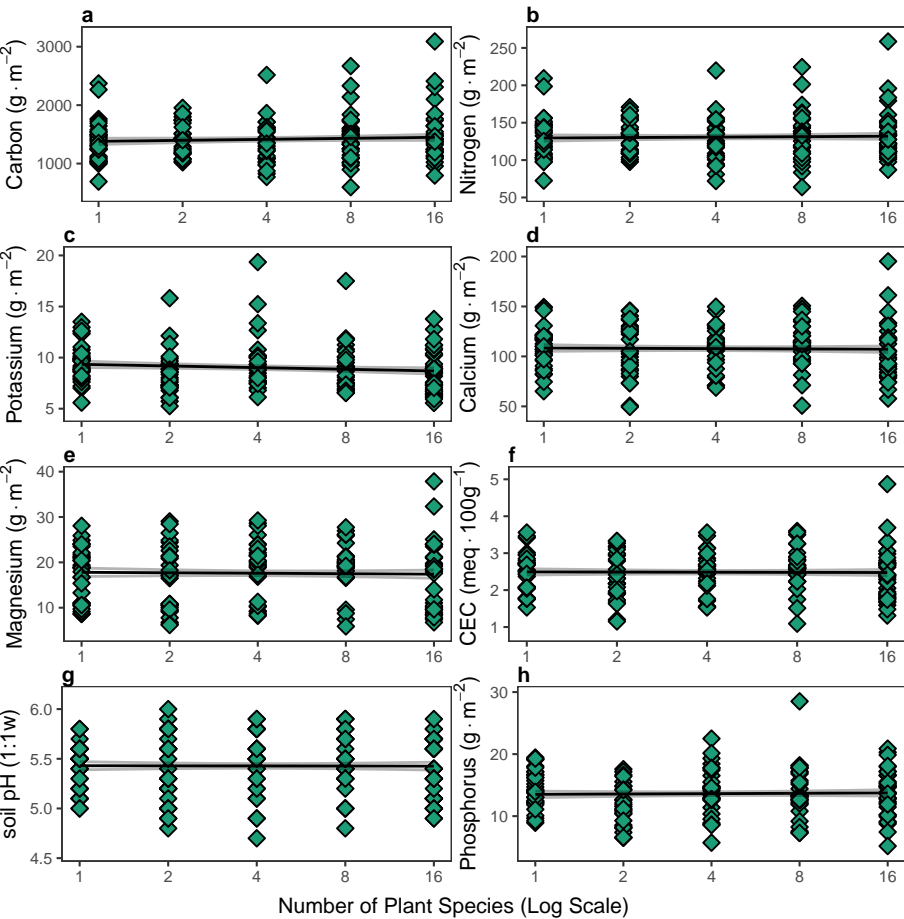 a
Carbon (g · m⁻²)
3000
2000
1000
1 2 4 8 16
b
Nitrogen (g · m⁻²)
250
200
150
100
50
1 2 4 8 16
c
Potassium (g · m⁻²)
20
15
10
5
1 2 4 8 16
d
Calcium (g · m⁻²)
200
150
100
50
1 2 4 8 16
e
Magnesium (g · m⁻²)
40
30
20
10
1 2 4 8 16
f
CEC (meq · 100g⁻¹)
5
4
3
2
1
1 2 4 8 16
g
soil pH (1:1w)
6.0
5.5
5.0
4.5
1 2 4 8 16
h
Phosphorus (g · m⁻²)
30
20
10
1 2 4 8 16
Number of Plant Species (Log Scale)